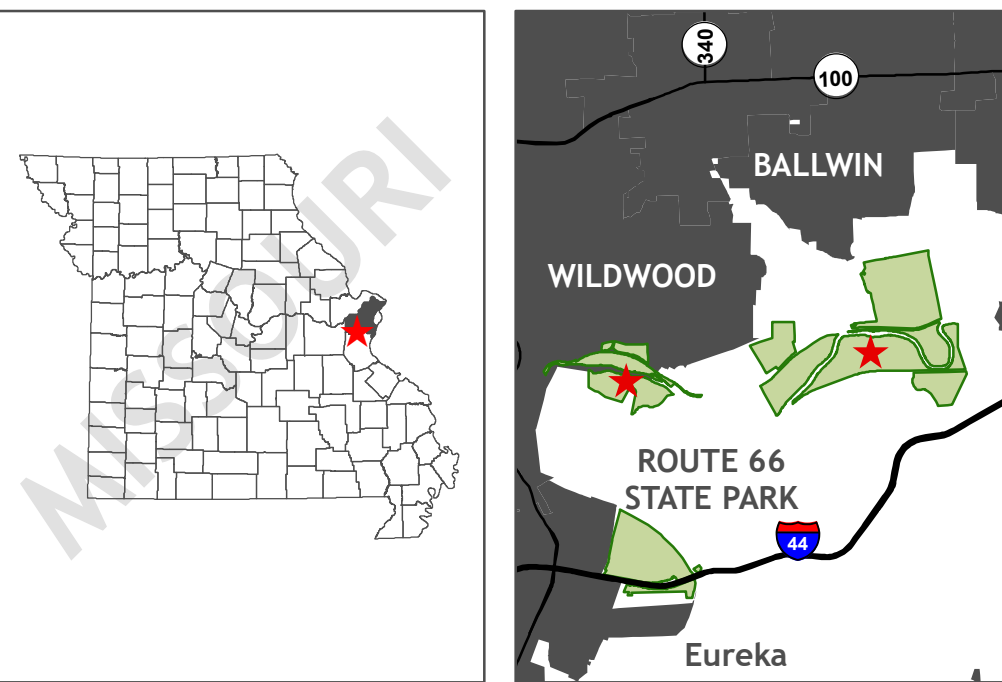 MISSOURI
340
100
BALLWIN
WILDWOOD
ROUTE 66
STATE PARK
44
Eureka